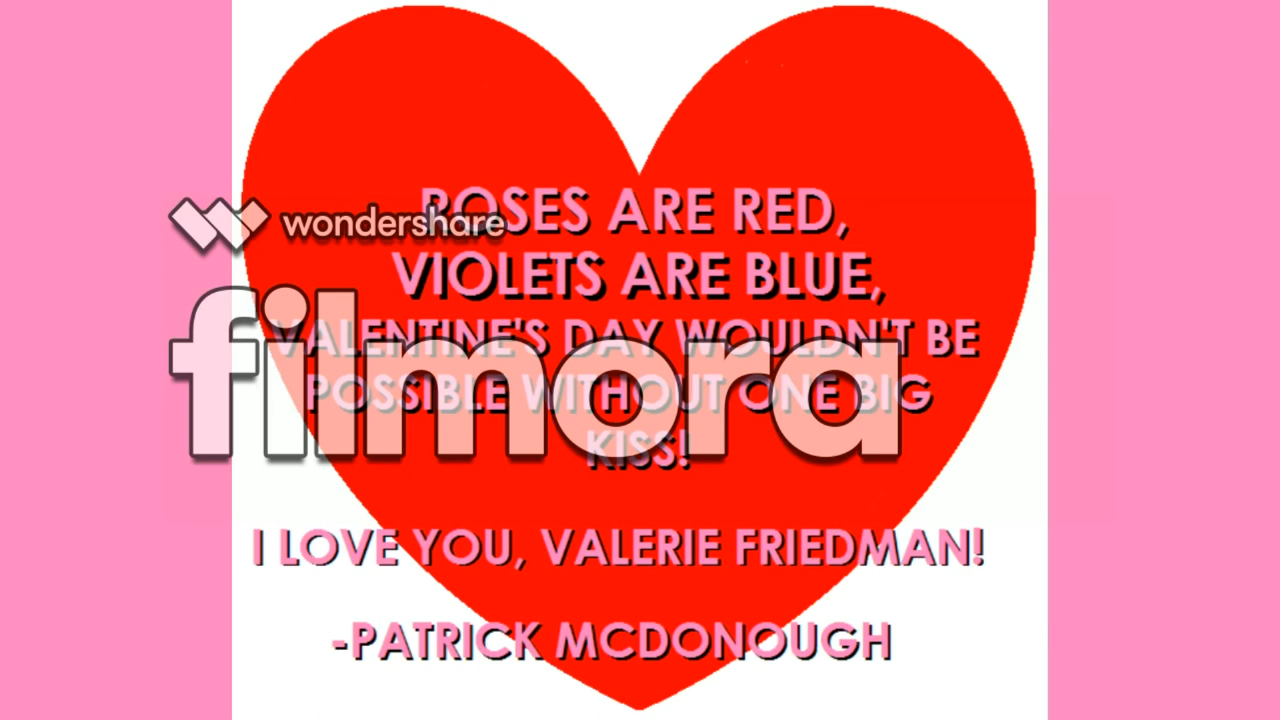 ROSES ARE RED,
wondershare
VIOLETS ARE BLUE,
filmora
VALENTINE'S DAY WOULDN'T BE
POSSIBLE WITHOUT ONE BIG
KISS!
I LOVE YOU, VALERIE FRIEDMAN!
-PATRICK MCDONOUGH